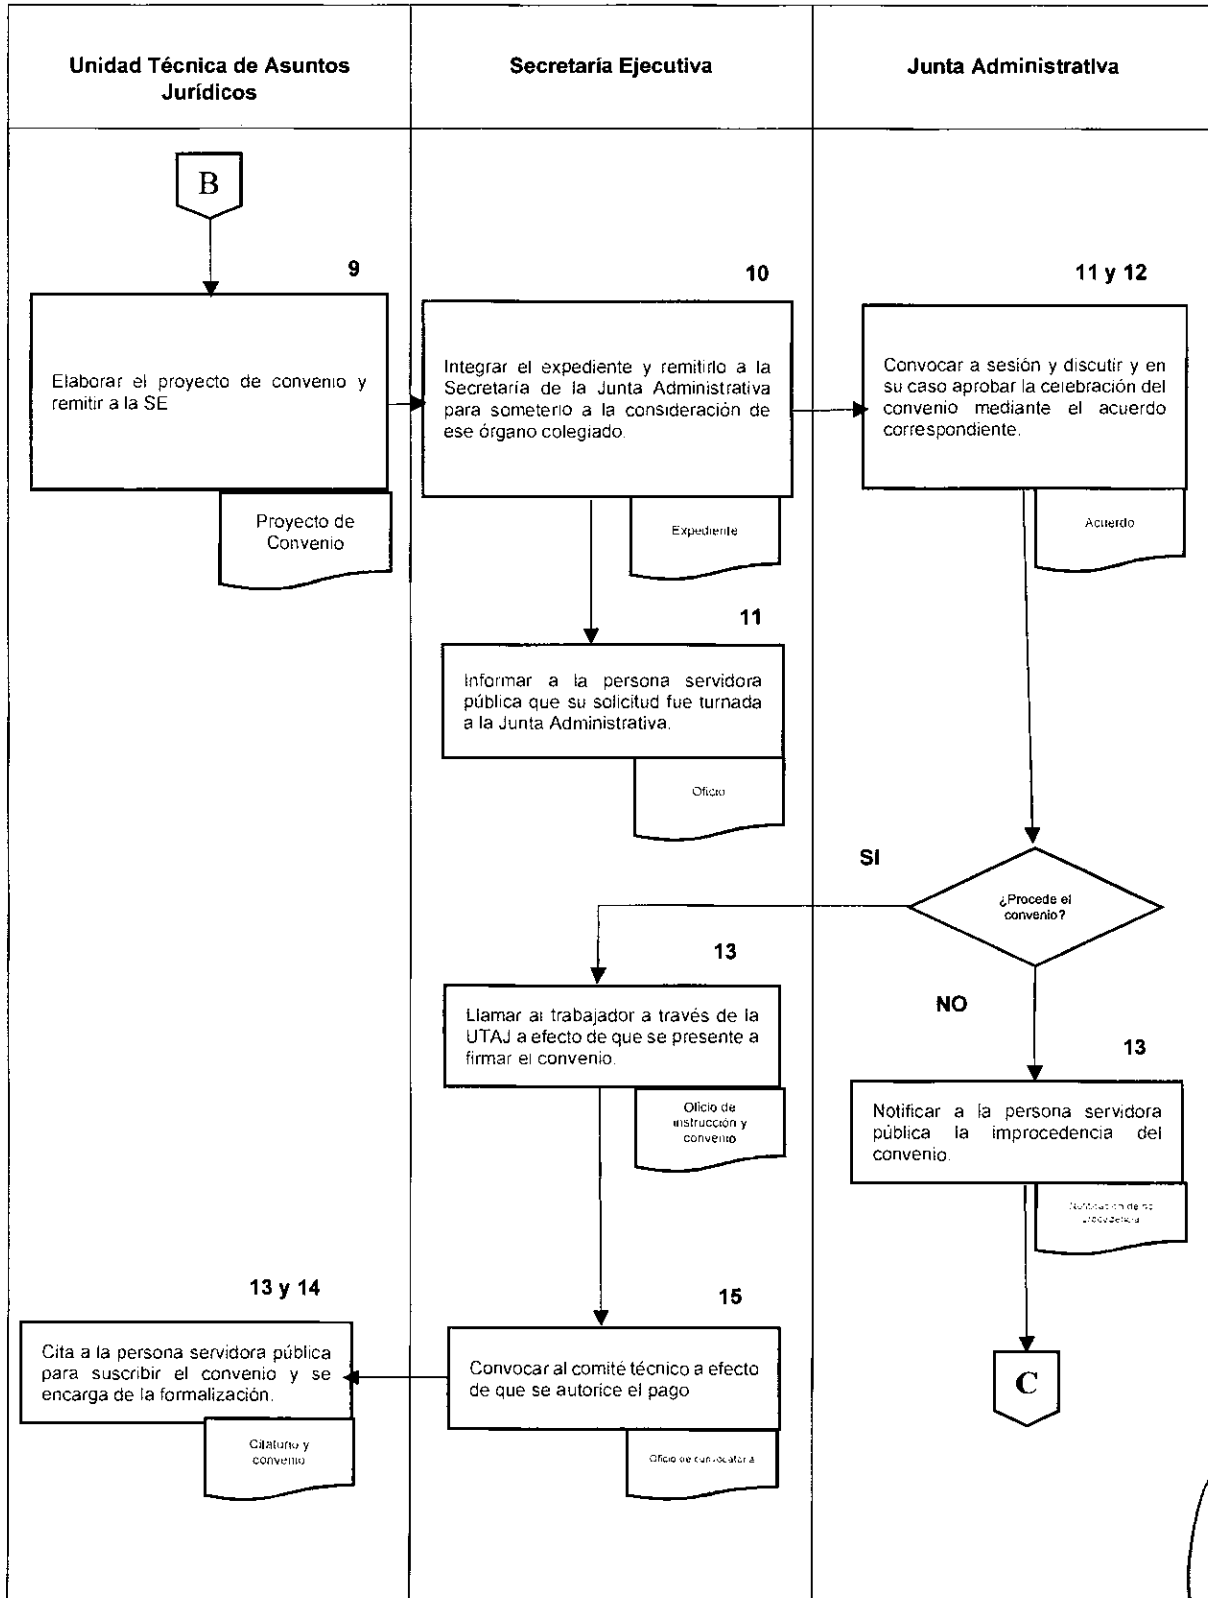 Unidad Técnica de Asuntos
Jurídicos
Secretaría Ejecutiva
Junta Administrativa
B
9
Elaborar el proyecto de convenio y
remitir a la SE
Proyecto de
Convenio
10
Integrar el expediente y remitirlo a la
Secretaría de la Junta Administrativa
para someterlo a la consideración de
ese órgano colegiado.
Expediente
11 y 12
Convocar a sesión y discutir y en
su caso aprobar la celebración del
convenio mediante el acuerdo
correspondiente.
Acuerdo
11
Informar a la persona servidora
pública que su solicitud fue turnada
a la Junta Administrativa.
Oficio
SI
¿Procede el
convenio?
NO
13
Llamar al trabajador a través de la
UTAJ a efecto de que se presente a
firmar el convenio.
Oficio de
instrucción y
convenio
13
Notificar a la persona servidora
pública la improcedencia del
convenio.
Notificación de no
procedencia
13 y 14
Cita a la persona servidora pública
para suscribir el convenio y se
encarga de la formalización.
Citatorio y
convenio
15
Convocar al comité técnico a efecto
de que se autorice el pago
Oficio de convocatoria
C